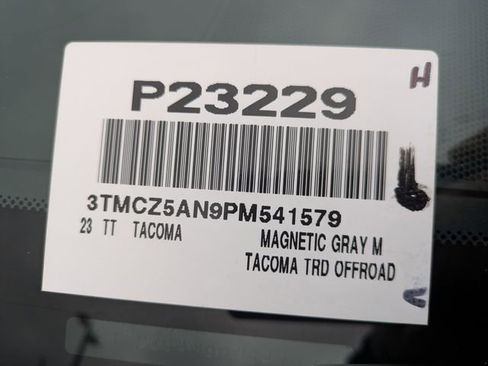 H
P23229
3TMCZ5AN9PM541579
23 TT TACOMA MAGNETIC GRAY M
TACOMA TRD OFFROAD